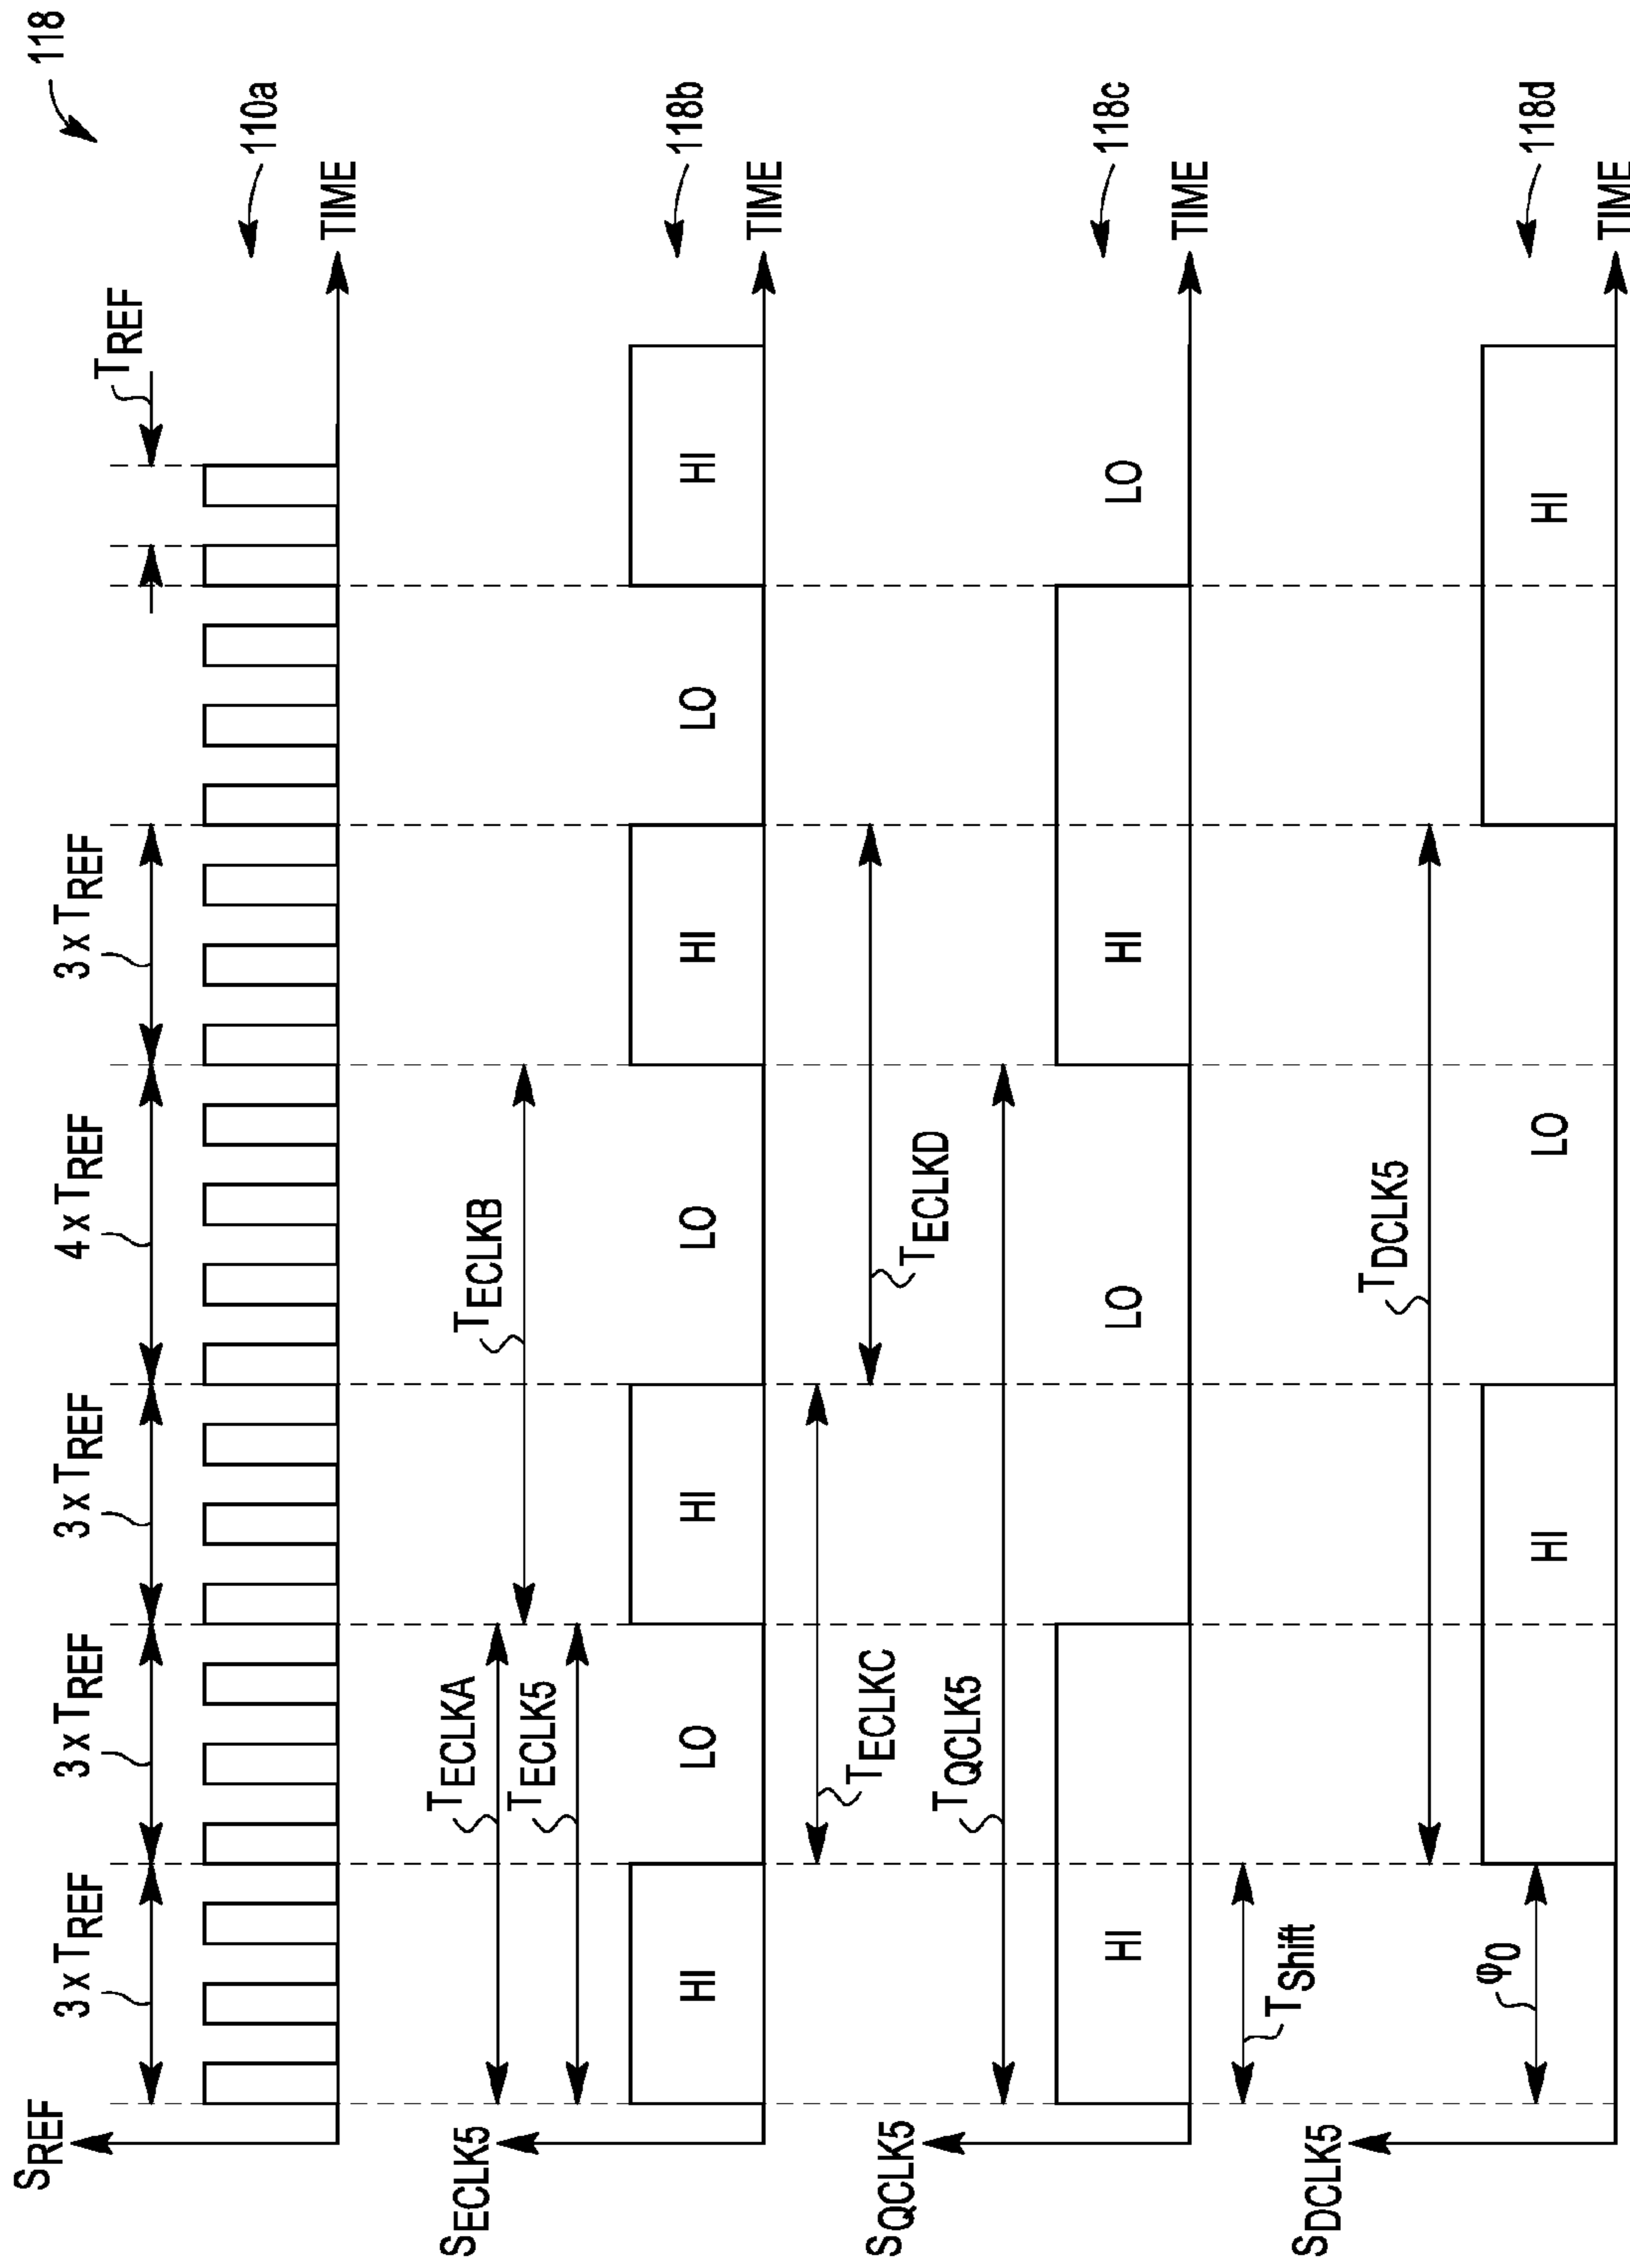 118
S_REF
3 x T_REF
3 x T_REF
3 x T_REF
4 x T_REF
3 x T_REF
T_REF
110a
TIME
S_ECLK5
T_ECLKA
T_ECLK5
T_ECLKB
HI
LO
HI
LO
HI
LO
HI
118b
TIME
T_ECLKC
T_ECLKD
S_QCLK5
T_QCLK5
HI
LO
HI
LO
118c
TIME
T_Shift
S_DCLK5
T_DCLK5
φ0
HI
LO
HI
118d
TIME